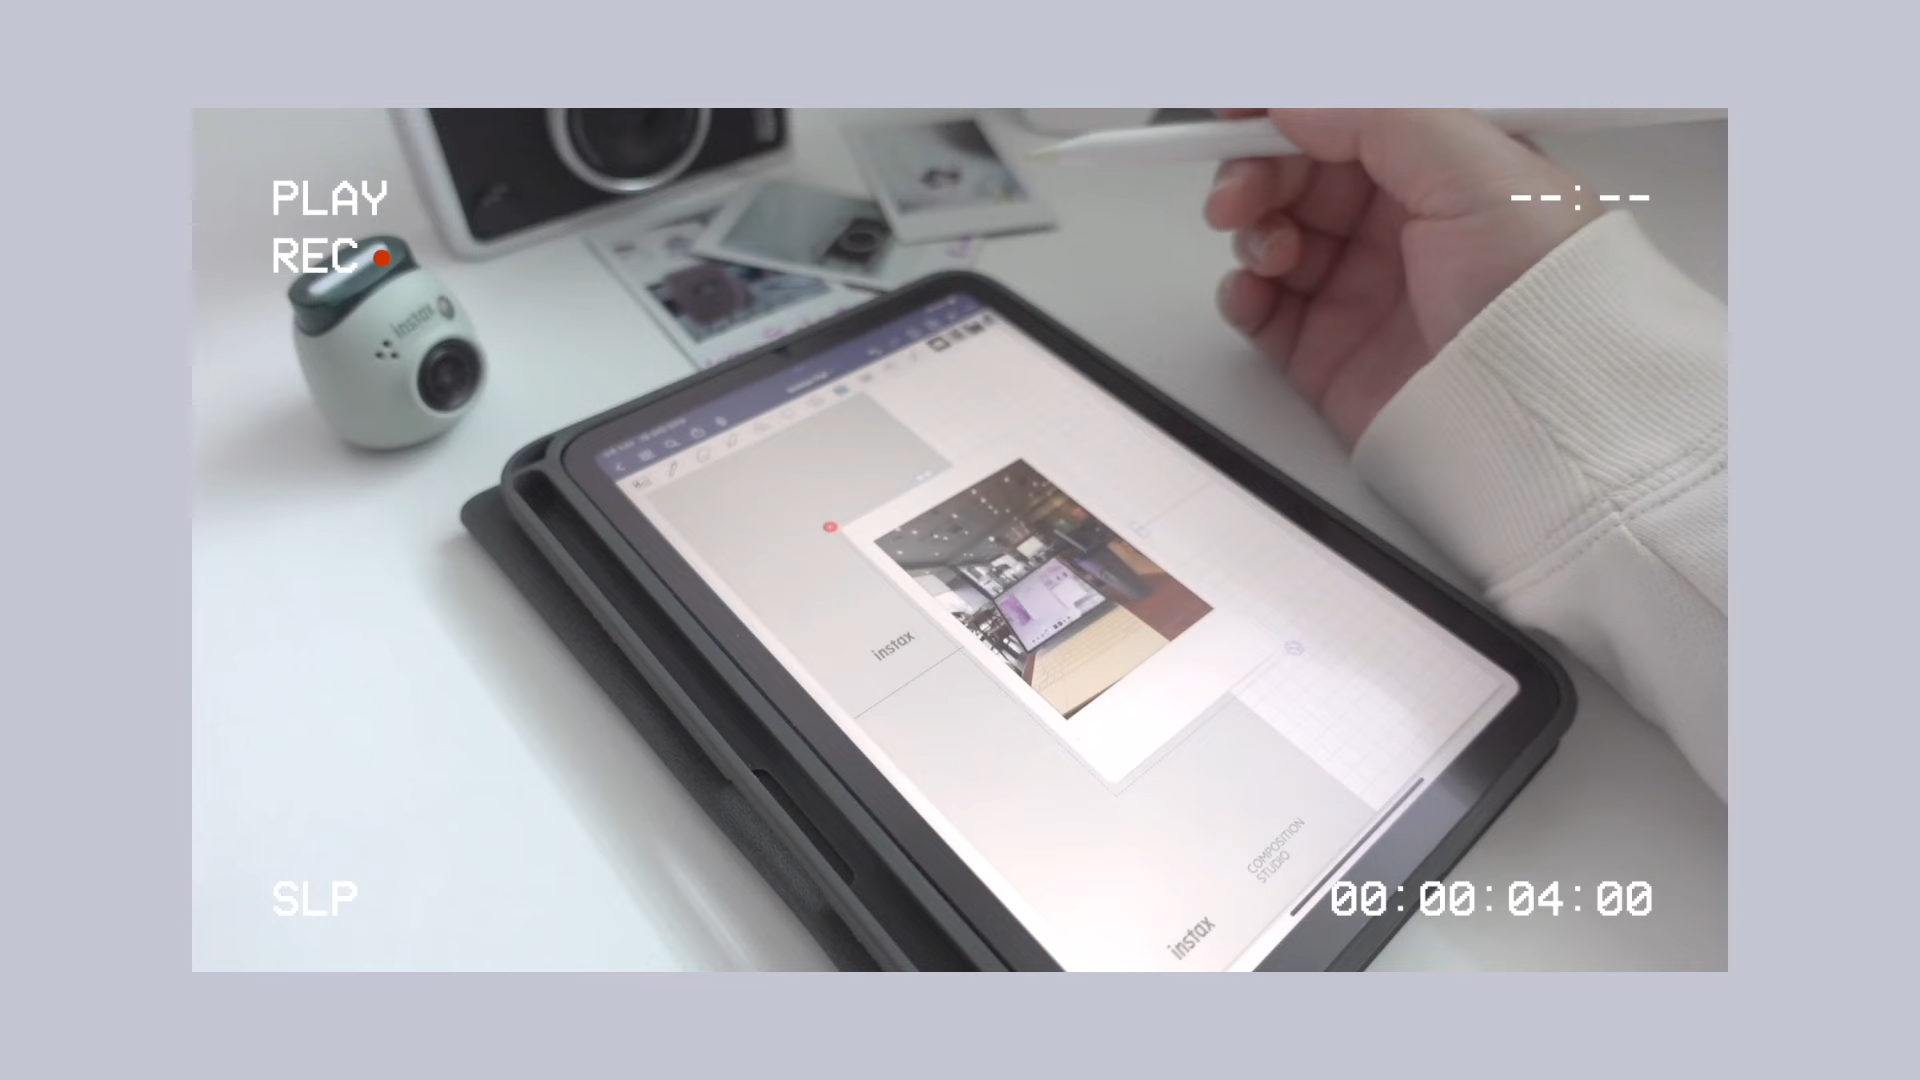 PLAY
--:--
REC
instax
instax
COMPOSITION
STUDIO
SLP
00:00:04:00
instax